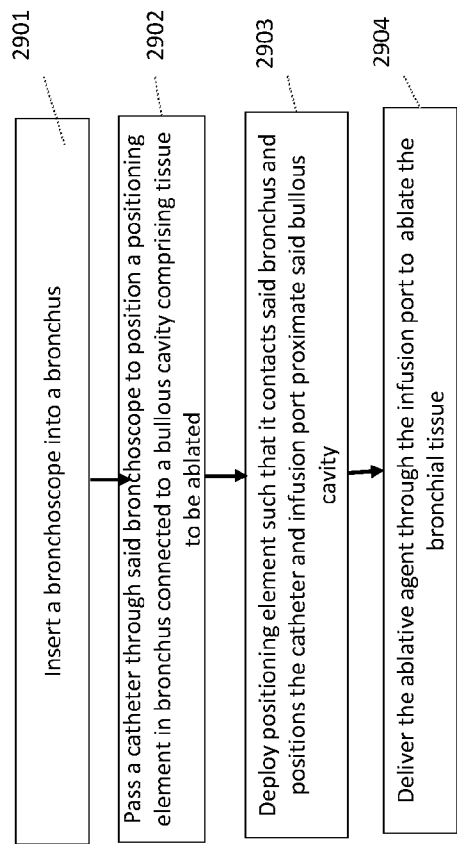 2901
Insert a bronchoscope into a bronchus
2902
Pass a catheter through said bronchoscope to position a positioning
element in bronchus connected to a bullous cavity comprising tissue
to be ablated
2903
Deploy positioning element such that it contacts said bronchus and
positions the catheter and infusion port proximate said bullous
cavity
2904
Deliver the ablative agent through the infusion port to  ablate the
bronchial tissue